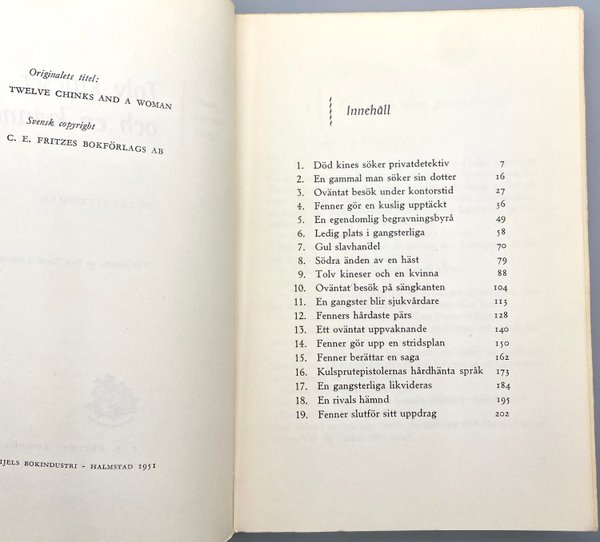 Originalets titel:
TWELVE CHINKS AND A WOMAN
Svensk copyright
C. E. FRITZES BOKFÖRLAGS AB
IJELS BOKINDUSTRI - HALMSTAD 1951
Innehåll
1. Död kines söker privatdetektiv 7
2. En gammal man söker sin dotter 16
3. Oväntat besök under kontorstid 27
4. Fenner gör en kuslig upptäckt 36
5. En egendomlig begravningsbyrå 49
6. Ledig plats i gangsterliga 58
7. Gul slavhandel 70
8. Södra änden av en häst 79
9. Tolv kineser och en kvinna 88
10. Oväntat besök på sängkanten 104
11. En gangster blir sjukvårdare 113
12. Fenners hårdaste pärs 128
13. Ett oväntat uppvaknande 140
14. Fenner gör upp en stridsplan 150
15. Fenner berättar en saga 162
16. Kulsprutepistolernas hårdhänta språk 173
17. En gangsterliga likvideras 184
18. En rivals hämnd 195
19. Fenner slutför sitt uppdrag 202